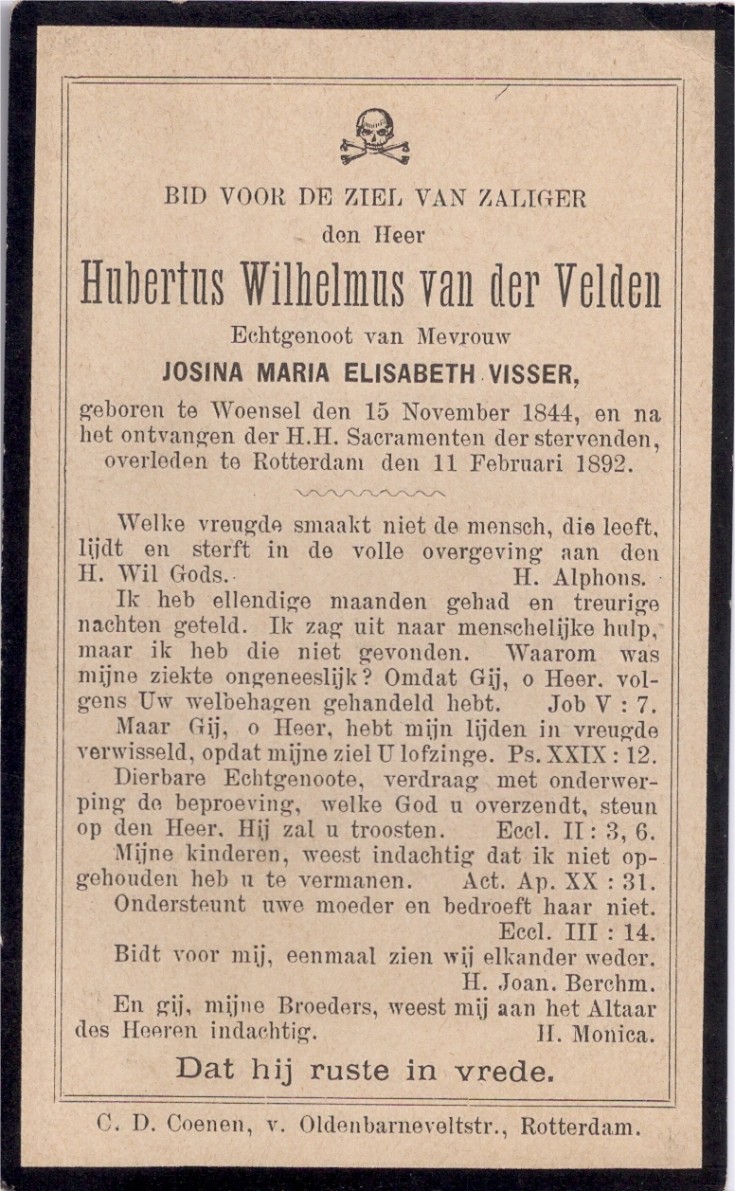 BID VOOR DE ZIEL VAN ZALIGER
den Heer
Hubertus Wilhelmus van der Velden
Echtgenoot van Mevrouw
JOSINA MARIA ELISABETH VISSER,
geboren te Woensel den 15 November 1844, en na
het ontvangen der H.H. Sacramenten der stervenden,
overleden te Rotterdam den 11 Februari 1892.
Welke vreugde smaakt niet de mensch, die leeft,
lijdt en sterft in de volle overgeving aan den
H. Wil Gods. H. Alphons.
Ik heb ellendige maanden gehad en treurige
nachten geteld. Ik zag uit naar menschelijke hulp,
maar ik heb die niet gevonden. Waarom was
mijne ziekte ongeneeslijk? Omdat Gij, o Heer. vol-
gens Uw welbehagen gehandeld hebt. Job V : 7.
Maar Gij, o Heer, hebt mijn lijden in vreugde
verwisseld, opdat mijne ziel U lofzinge. Ps. XXIX : 12.
Dierbare Echtgenoote, verdraag met onderwer-
ping de beproeving, welke God u overzendt, steun
op den Heer. Hij zal u troosten. Eccl. II : 3, 6.
Mijne kinderen, weest indachtig dat ik niet op-
gehouden heb u te vermanen. Act. Ap. XX : 31.
Ondersteunt uwe moeder en bedroeft haar niet.
Eccl. III : 14.
Bidt voor mij, eenmaal zien wij elkander weder.
H. Joan. Berchm.
En gij, mijne Broeders, weest mij aan het Altaar
des Heeren indachtig. H. Monica.
Dat hij ruste in vrede.
C. D. Coenen, v. Oldenbarneveltstr., Rotterdam.